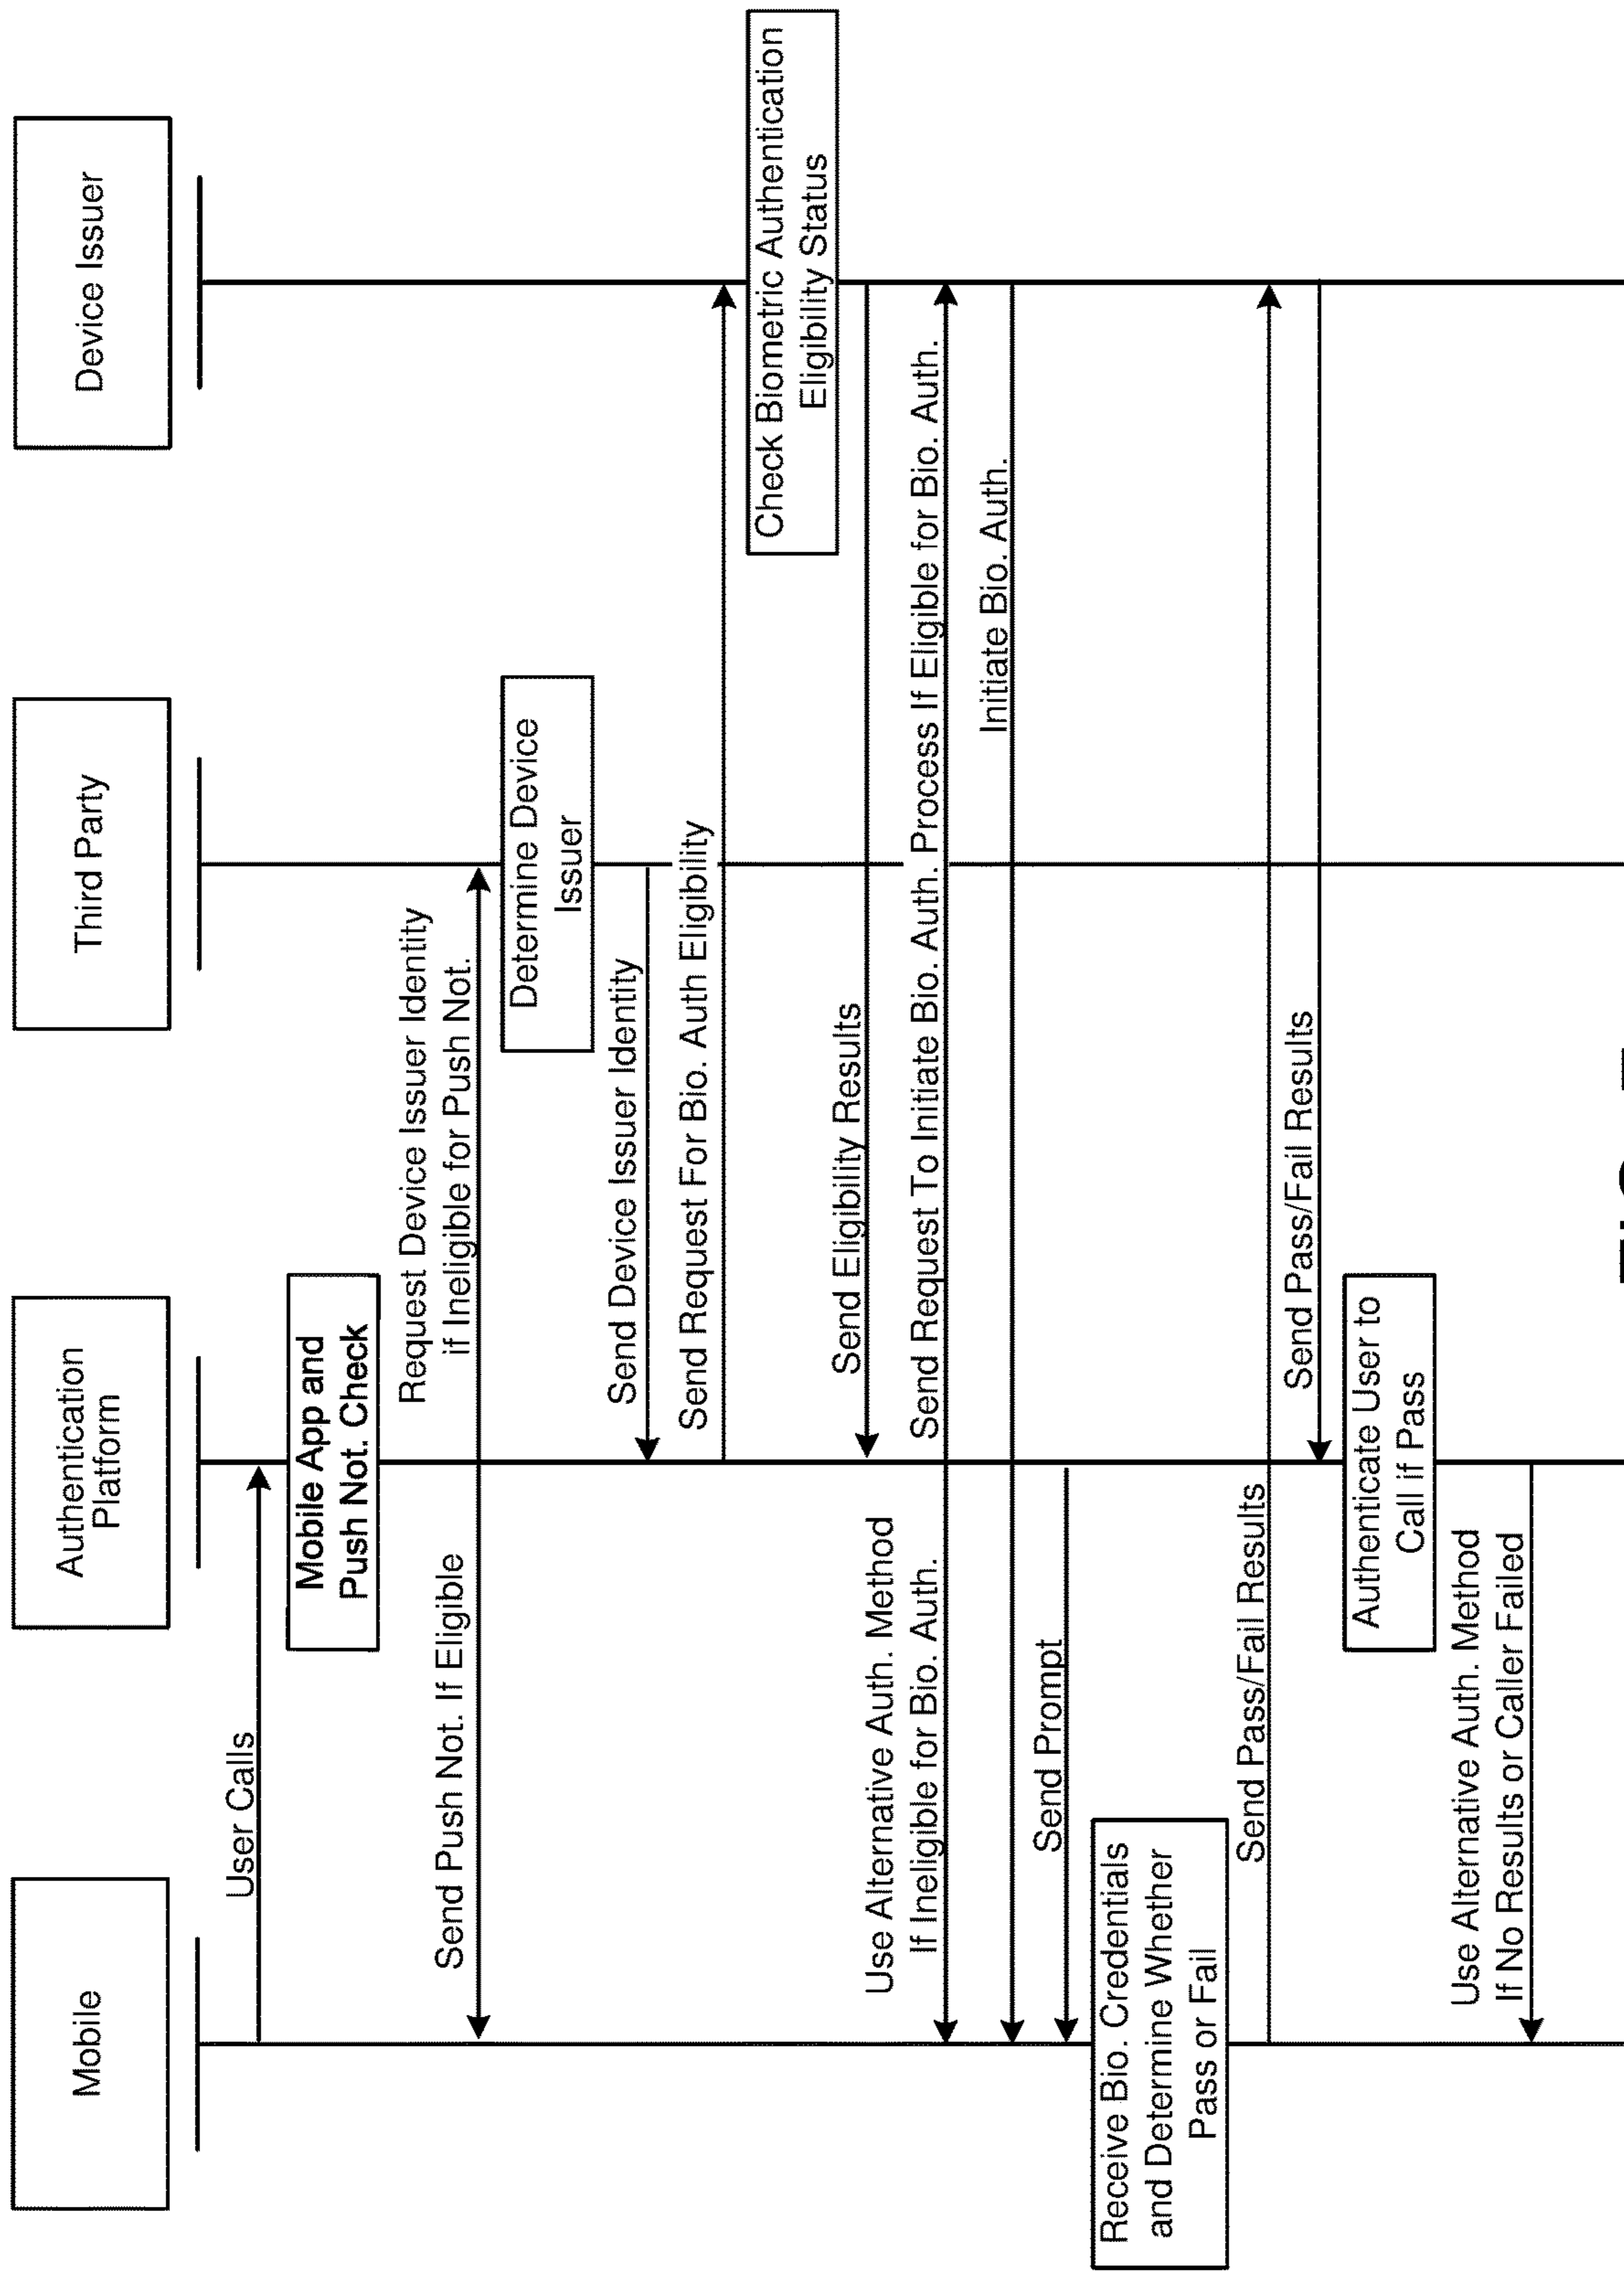 Mobile
Authentication
Platform
Third Party
Device Issuer
User Calls
Mobile App and
Push Not. Check
Send Push Not. If Eligible
Request Device Issuer Identity
if Ineligible for Push Not.
Determine Device
Issuer
Send Device Issuer Identity
Send Request For Bio. Auth Eligibility
Check Biometric Authentication
Eligibility Status
Send Eligibility Results
Use Alternative Auth. Method
If Ineligible for Bio. Auth.
Send Request To Initiate Bio. Auth. Process If Eligible for Bio. Auth.
Initiate Bio. Auth.
Send Prompt
Receive Bio. Credentials
and Determine Whether
Pass or Fail
Send Pass/Fail Results
Send Pass/Fail Results
Authenticate User to
Call if Pass
Use Alternative Auth. Method
If No Results or Caller Failed